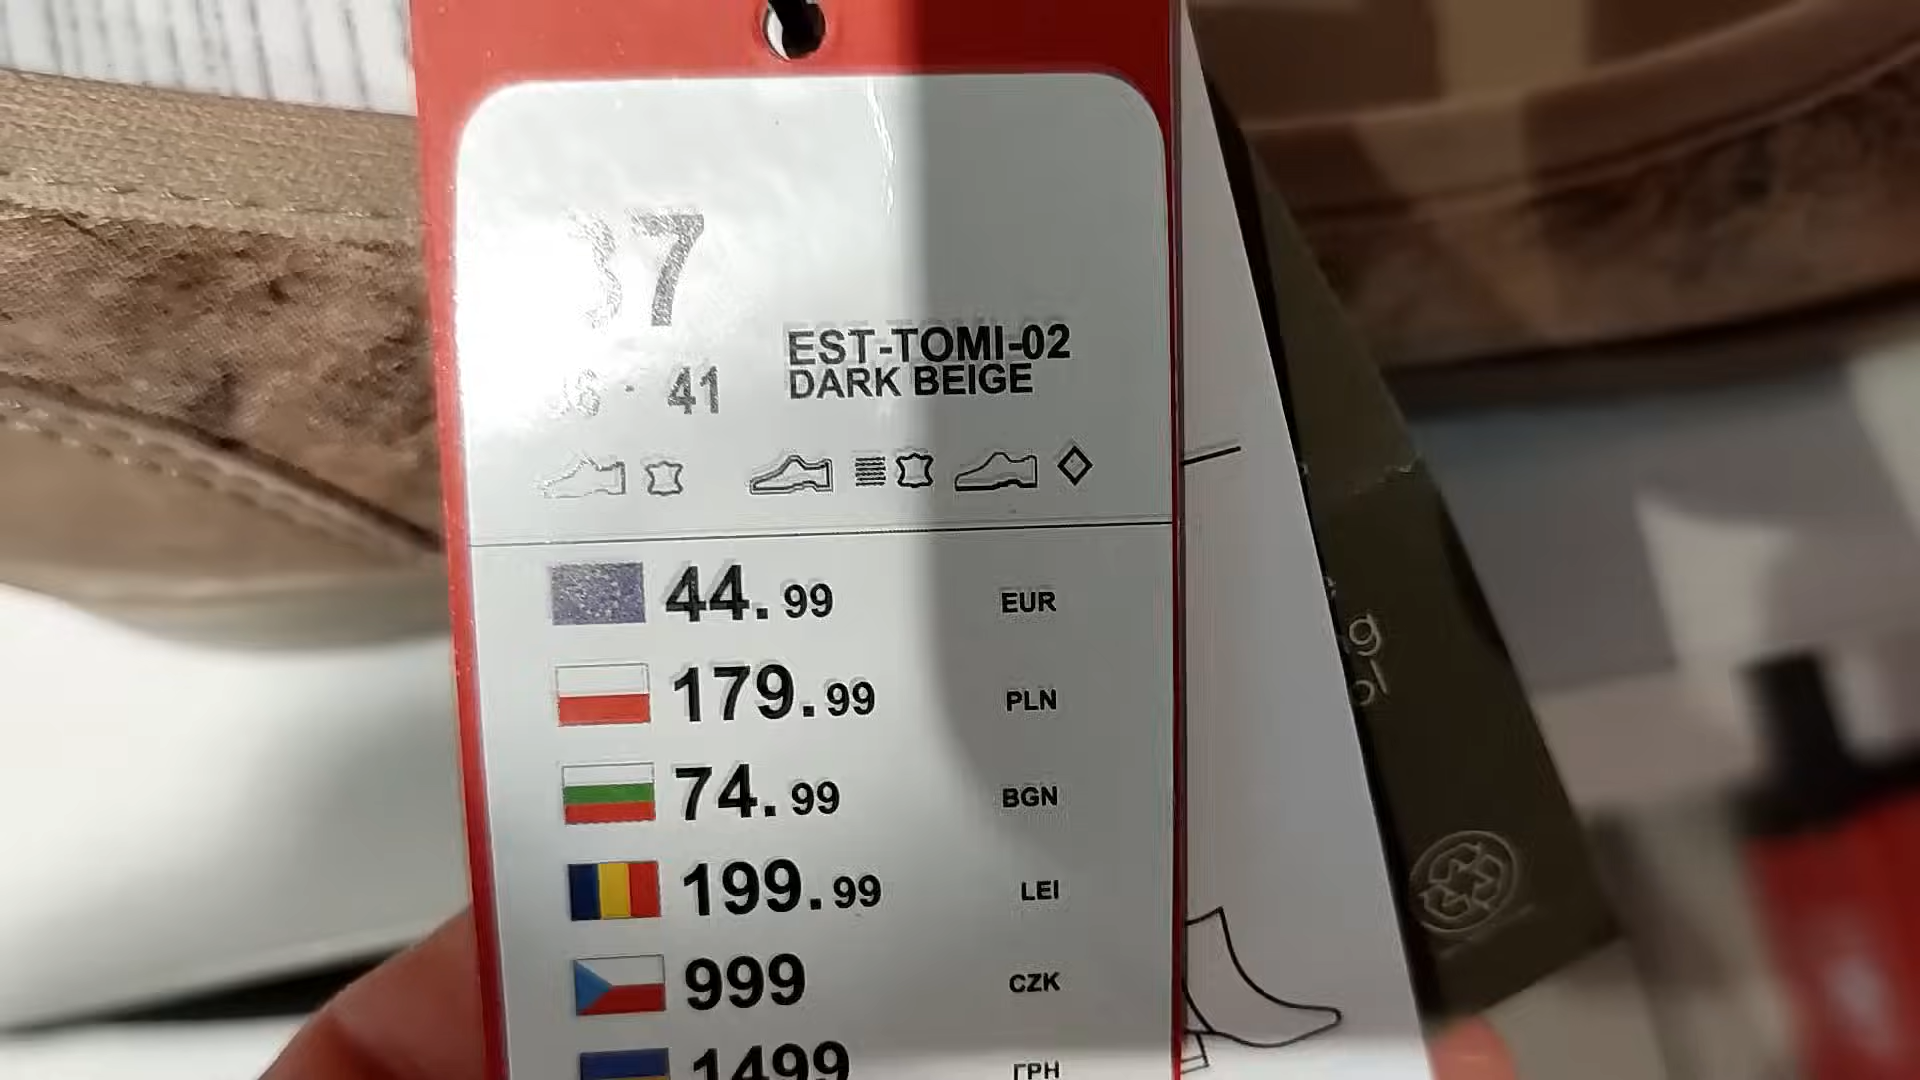 37
36 - 41
EST-TOMI-02
DARK BEIGE
44.99 EUR
179.99 PLN
74.99 BGN
199.99 LEI
999 CZK
1499 ГРН
g